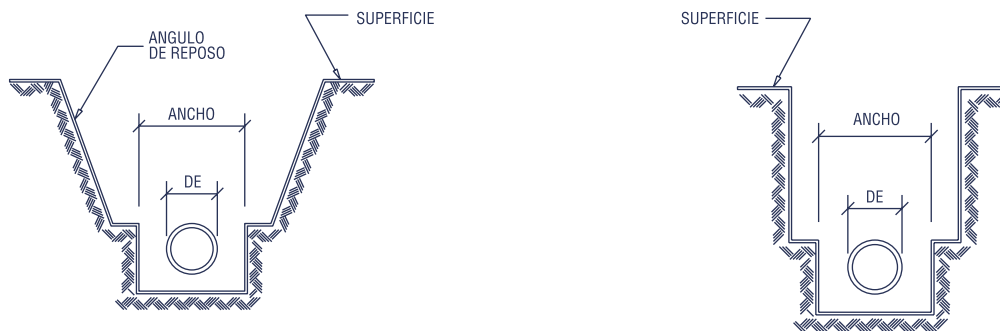 ANGULO
DE REPOSO
SUPERFICIE
ANCHO
DE
SUPERFICIE
ANCHO
DE